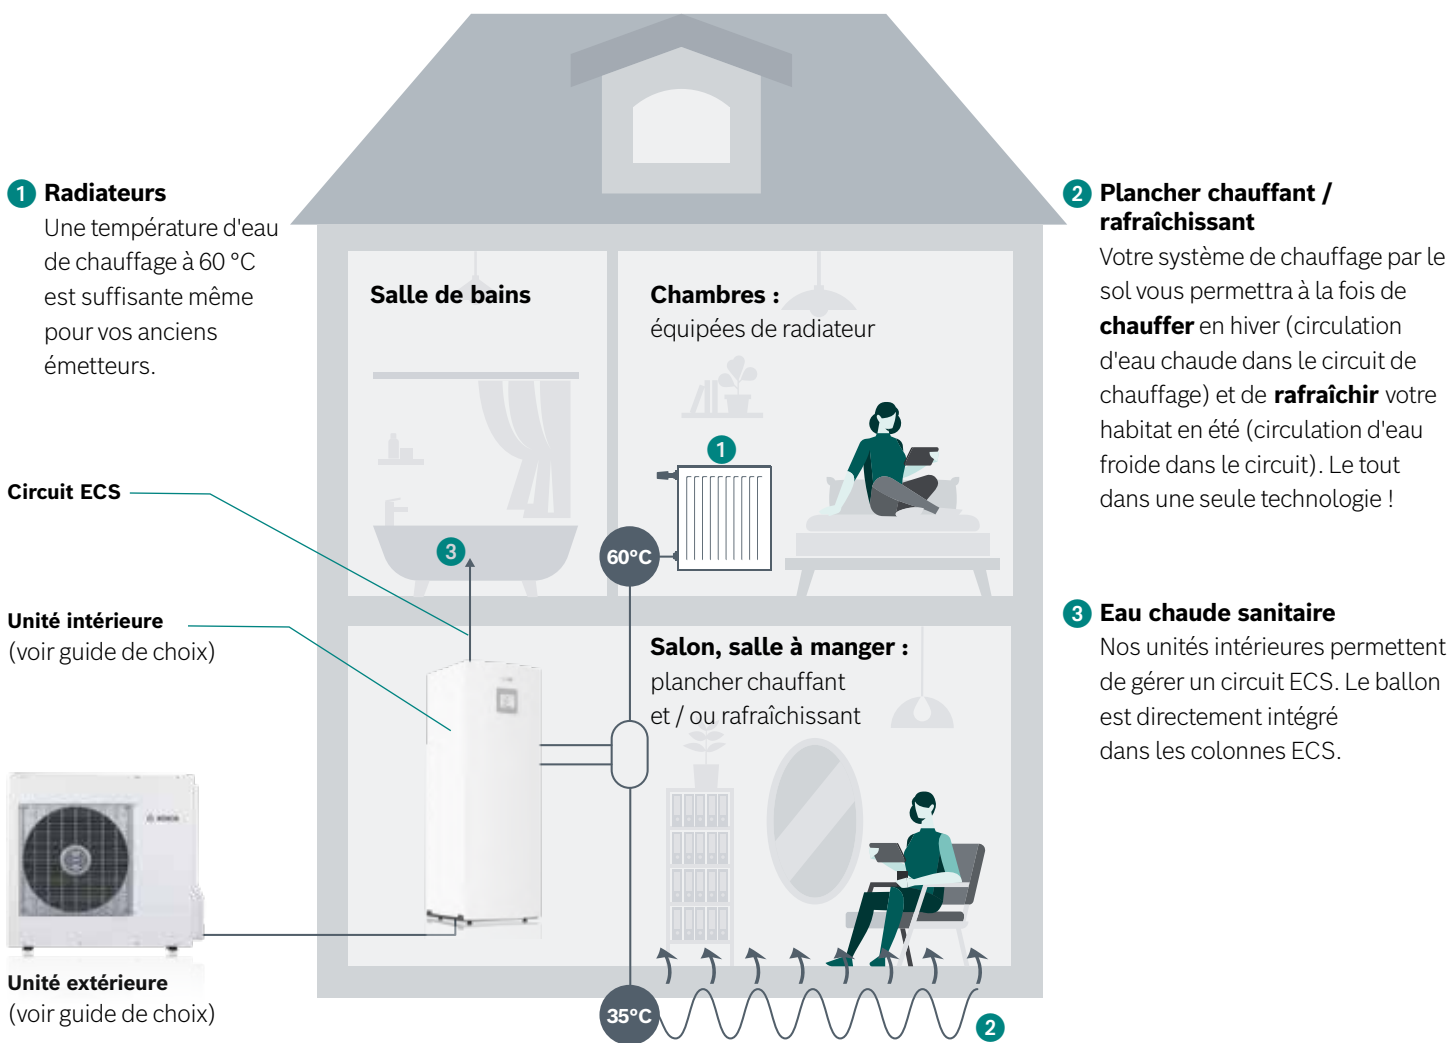 1 Radiateurs
Une température d'eau
de chauffage à 60 °C
est suffisante même
pour vos anciens
émetteurs.
Circuit ECS
Unité intérieure
(voir guide de choix)
Unité extérieure
(voir guide de choix)
BOSCH
Salle de bains
3
Chambres :
équipées de radiateur
1
60°C
Salon, salle à manger :
plancher chauffant
et / ou rafraîchissant
35°C
2
2 Plancher chauffant /
rafraîchissant
Votre système de chauffage par le
sol vous permettra à la fois de
chauffer en hiver (circulation
d'eau chaude dans le circuit de
chauffage) et de rafraîchir votre
habitat en été (circulation d'eau
froide dans le circuit). Le tout
dans une seule technologie !
3 Eau chaude sanitaire
Nos unités intérieures permettent
de gérer un circuit ECS. Le ballon
est directement intégré
dans les colonnes ECS.